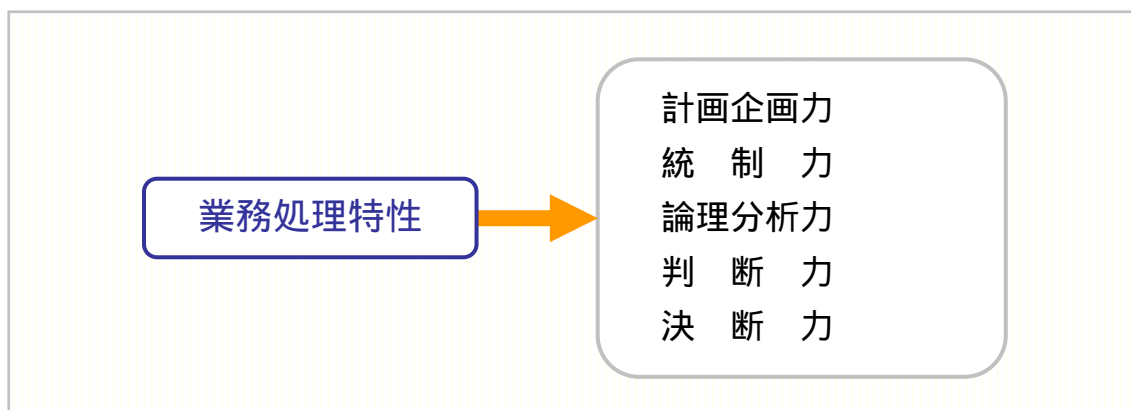 業務処理特性
計画企画力
統　制　力
論理分析力
判　断　力
決　断　力